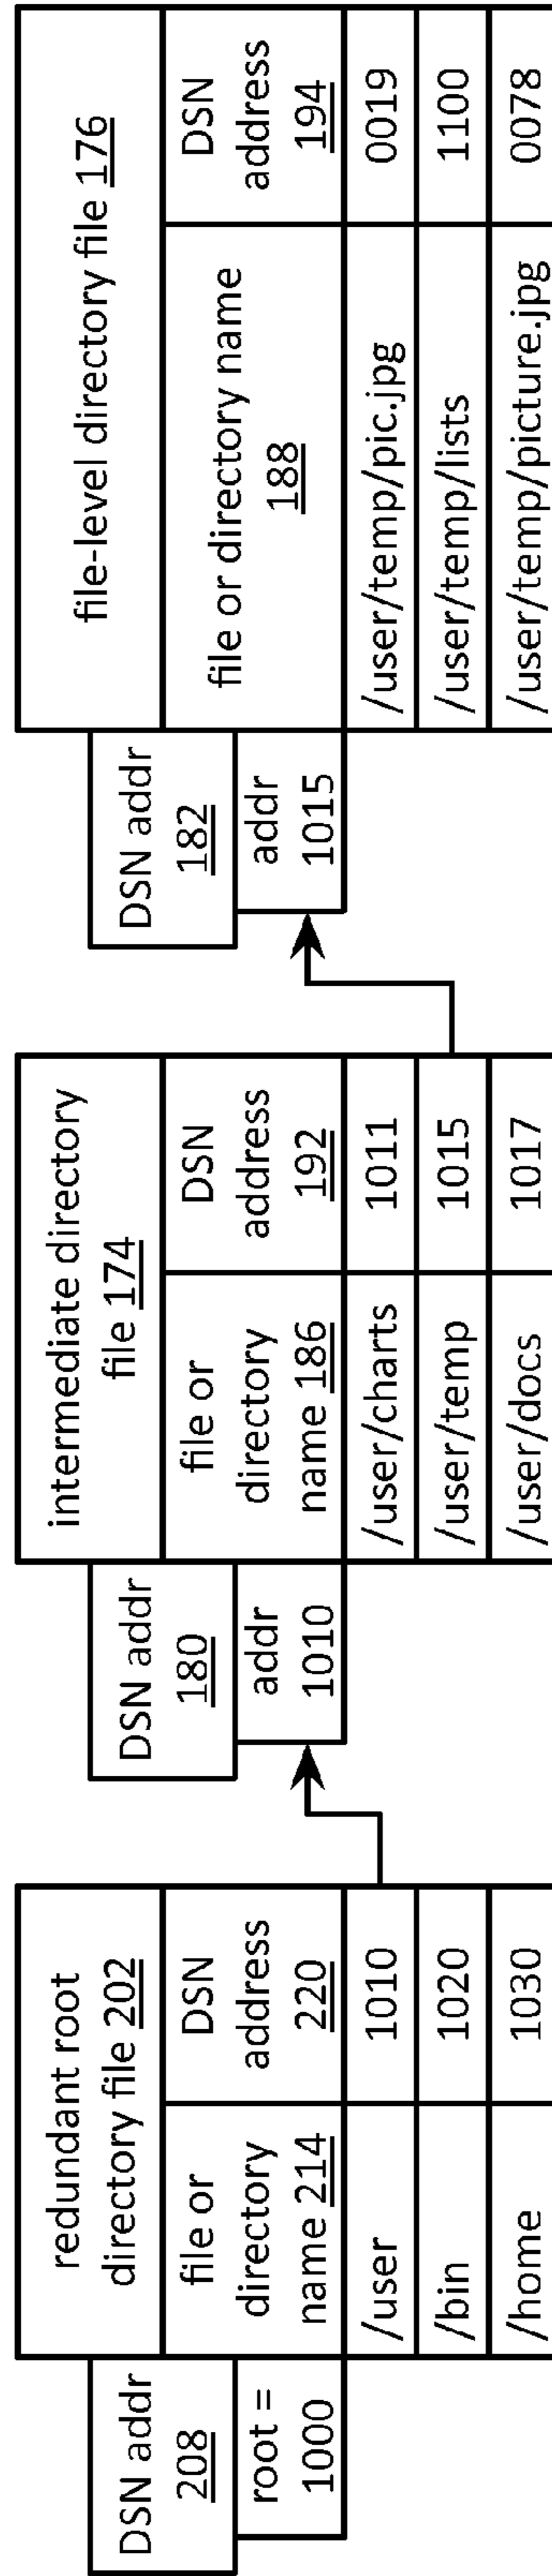 DSN addr
208
root =
1000
redundant root
directory file 202
file or
directory
name 214
DSN
address
220
/user
1010
/bin
1020
/home
1030
DSN addr
180
addr
1010
intermediate directory
file 174
file or
directory
name 186
DSN
address
192
/user/charts
1011
/user/temp
1015
/user/docs
1017
DSN addr
182
addr
1015
file-level directory file 176
file or directory name
188
DSN
address
194
/user/temp/pic.jpg
0019
/user/temp/lists
1100
/user/temp/picture.jpg
0078